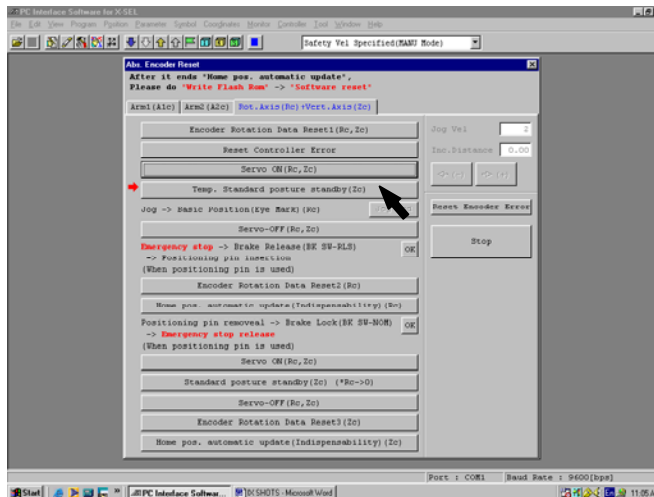 PC Interface Software for X-SEL
File Edit View Program Position Parameter Symbol Coordinates Monitor Controller Tool Window Help
Safety Vel Specified(MANU Mode)
Abs. Encoder Reset
After it ends "Home pos. automatic update",
Please do "Write Flash Rom" -> "Software reset"
Arm1(A1c) Arm2(A2c) Rot.Axis(Rc)+Vert.Axis(Zc)
Encoder Rotation Data Reset1(Rc,Zc)
Reset Controller Error
Servo ON(Rc,Zc)
Temp. Standard posture standby(Zc)
Jog -> Basic Position(Eye Mark)(Rc)
Servo-OFF(Rc,Zc)
Emergency stop -> Brake Release(BK SW-RLS)
-> Positioning pin insertion
(When positioning pin is used)
OK
Encoder Rotation Data Reset2(Rc)
Home pos. automatic update(Indispensability)(Rc)
Positioning pin removeal -> Brake Lock(BK SW-NOM)
-> Emergency stop release
(When positioning pin is used)
OK
Servo ON(Rc,Zc)
Standard posture standby(Zc) (*Rc->0)
Servo-OFF(Rc,Zc)
Encoder Rotation Data Reset3(Zc)
Home pos. automatic update(Indispensability)(Zc)
Jog Vel 2
Inc.Distance 0.00
Reset Encoder Error
Stop
Port : COM1 Baud Rate : 9600[bps]
Start PC Interface Softwar... IX SHOTS - Microsoft Word 11:05